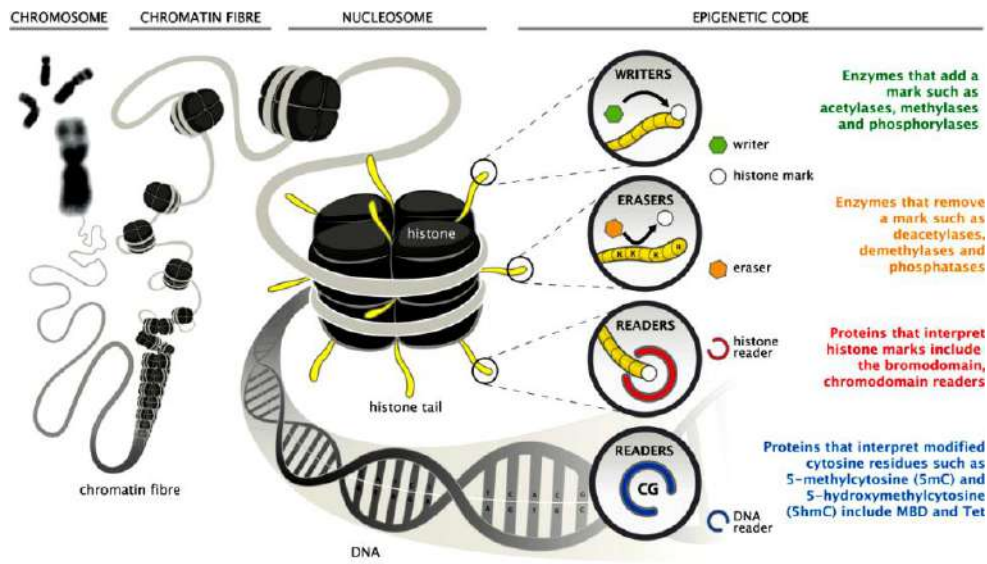 CHROMOSOME
CHROMATIN FIBRE
NUCLEOSOME
EPIGENETIC CODE
WRITERS
writer
histone mark
Enzymes that add a
mark such as
acetylases, methylases
and phosphorylases
histone
ERASERS
K K K R
eraser
Enzymes that remove
a mark such as
deacetylases,
demethylases and
phosphatases
READERS
histone
reader
Proteins that interpret
histone marks include
the bromodomain,
chromodomain readers
histone tail
chromatin fibre
READERS
CG
DNA
reader
Proteins that interpret modified
cytosine residues such as
5-methylcytosine (5mC) and
5-hydroxymethylcytosine
(5hmC) include MBD and Tet
T C A C G
A G T G C
DNA